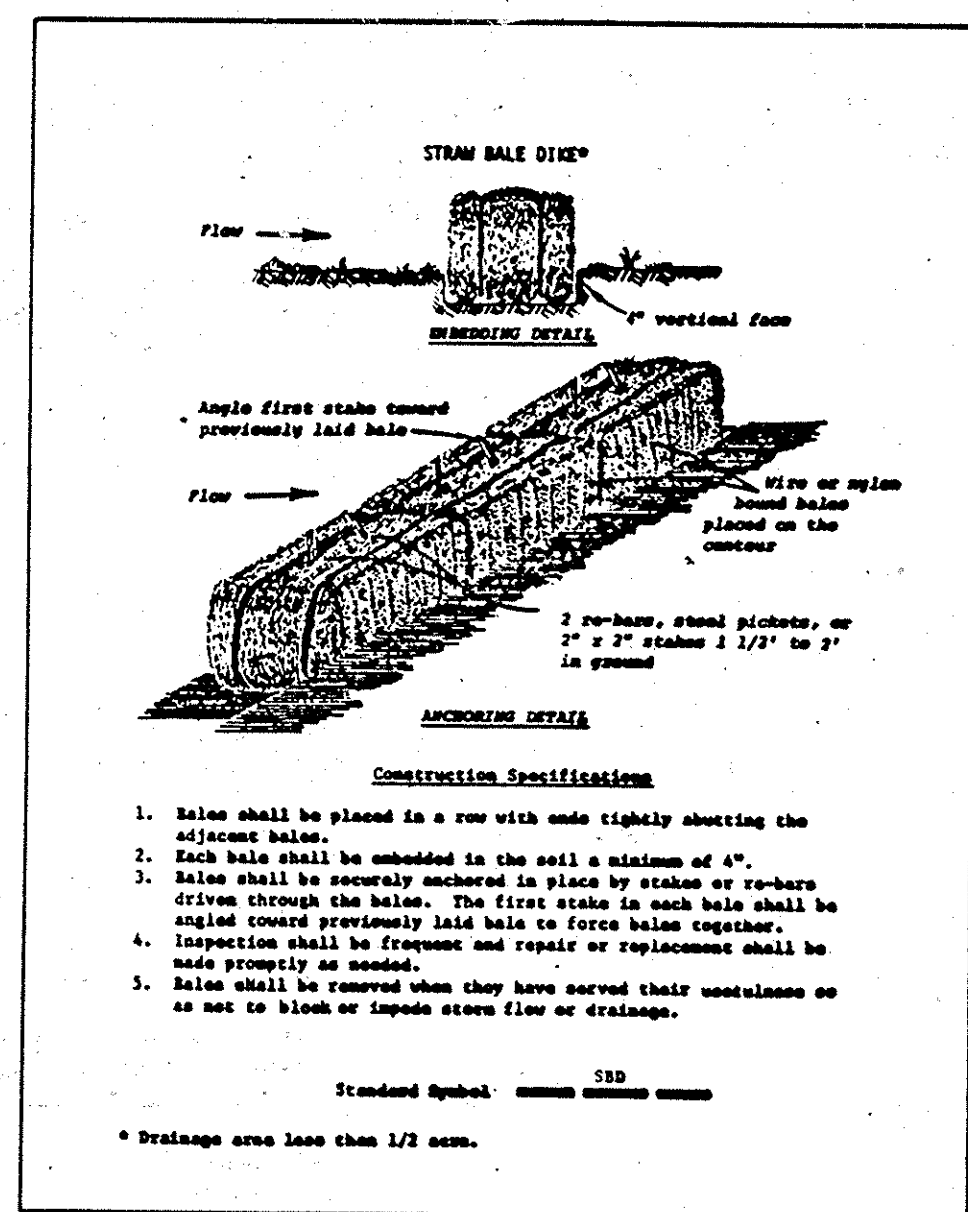 STRAW BALE DIKE*
Flow
4" vertical face
EMBEDDING DETAIL
Angle first stake toward
previously laid bale
Flow
Wire or nylon
bound bales
placed on the
contour
2 re-bars, steel pickets, or
2" x 2" stakes 1 1/2' to 2'
in ground
ANCHORING DETAIL
Construction Specifications
1. Bales shall be placed in a row with ends tightly abutting the
adjacent bales.
2. Each bale shall be embedded in the soil a minimum of 4".
3. Bales shall be securely anchored in place by stakes or re-bars
driven through the bales. The first stake in each bale shall be
angled toward previously laid bale to force bales together.
4. Inspection shall be frequent and repair or replacement shall be
made promptly as needed.
5. Bales shall be removed when they have served their usefulness so
as not to block or impede storm flow or drainage.
SBD
Standard Symbol
* Drainage area less than 1/2 acre.